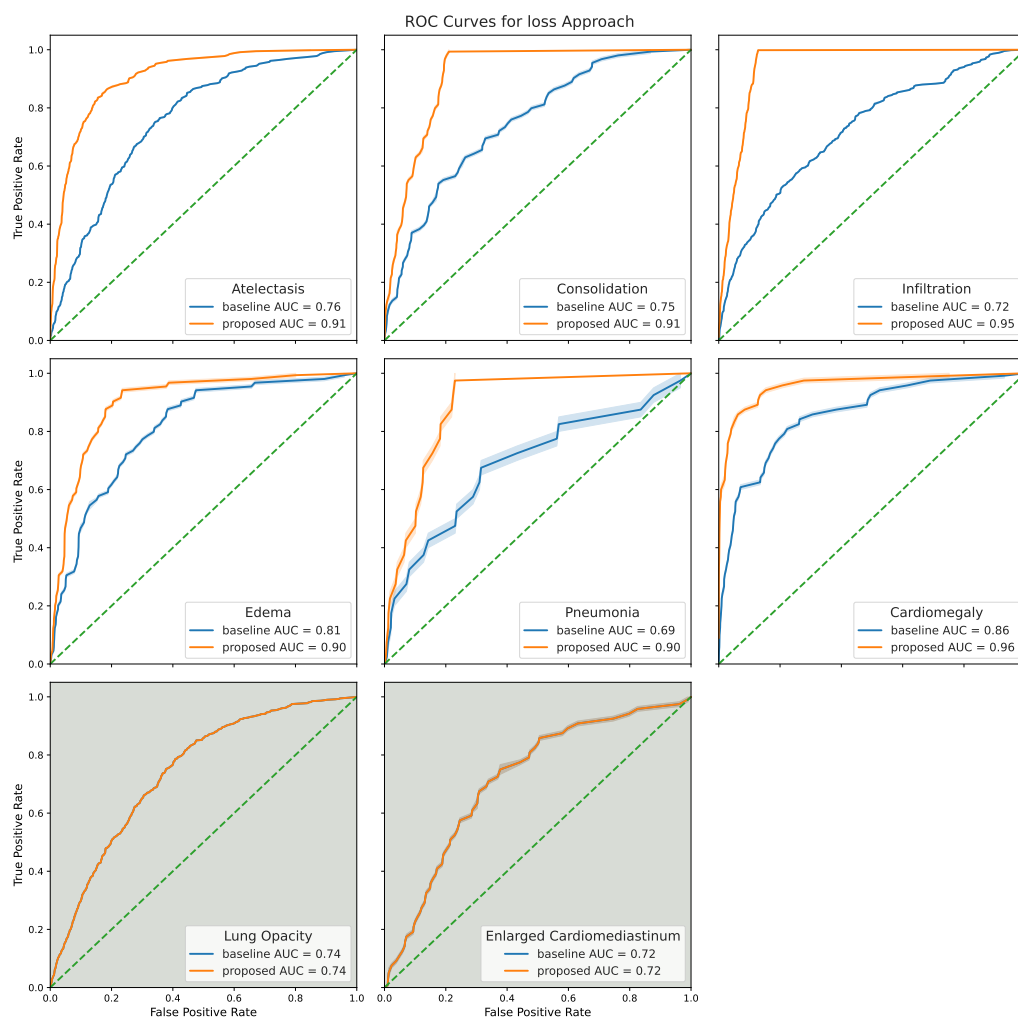 ROC Curves for loss Approach
True Positive Rate
1.0
0.8
0.6
0.4
0.2
0.0
Atelectasis
baseline AUC = 0.76
proposed AUC = 0.91
Consolidation
baseline AUC = 0.75
proposed AUC = 0.91
Infiltration
baseline AUC = 0.72
proposed AUC = 0.95
True Positive Rate
1.0
0.8
0.6
0.4
0.2
0.0
Edema
baseline AUC = 0.81
proposed AUC = 0.90
Pneumonia
baseline AUC = 0.69
proposed AUC = 0.90
Cardiomegaly
baseline AUC = 0.86
proposed AUC = 0.96
True Positive Rate
1.0
0.8
0.6
0.4
0.2
0.0
Lung Opacity
baseline AUC = 0.74
proposed AUC = 0.74
0.0 0.2 0.4 0.6 0.8 1.0
False Positive Rate
Enlarged Cardiomediastinum
baseline AUC = 0.72
proposed AUC = 0.72
0.0 0.2 0.4 0.6 0.8 1.0
False Positive Rate